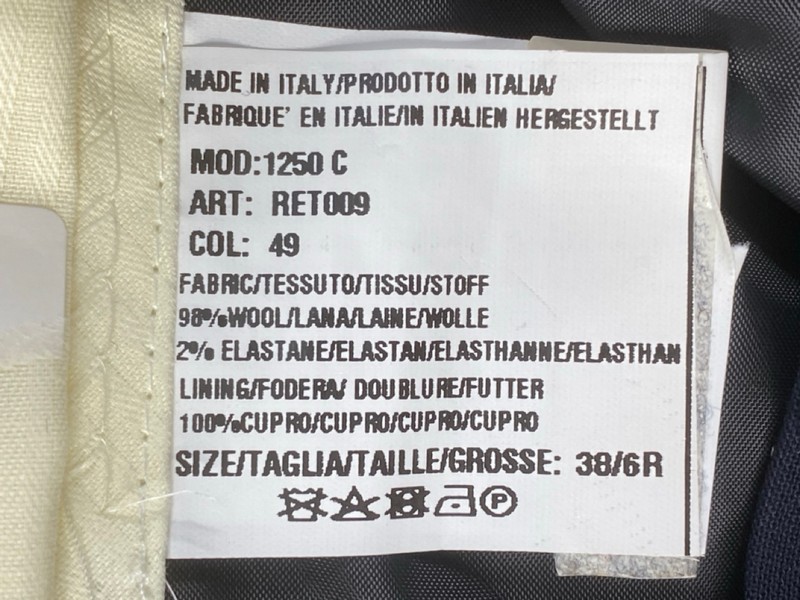 MADE IN ITALY/PRODOTTO IN ITALIA/
FABRIQUE' EN ITALIE/IN ITALIEN HERGESTELLT
MOD:1250 C
ART: RET009
COL: 49
FABRIC/TESSUTO/TISSU/STOFF
98%WOOL/LANA/LAINE/WOLLE
2% ELASTANE/ELASTAN/ELASTHANNE/ELASTHAN
LINING/FODERA/ DOUBLURE/FUTTER
100%CUPRO/CUPRO/CUPRO/CUPRO
SIZE/TAGLIA/TAILLE/GROSSE: 38/6R
P